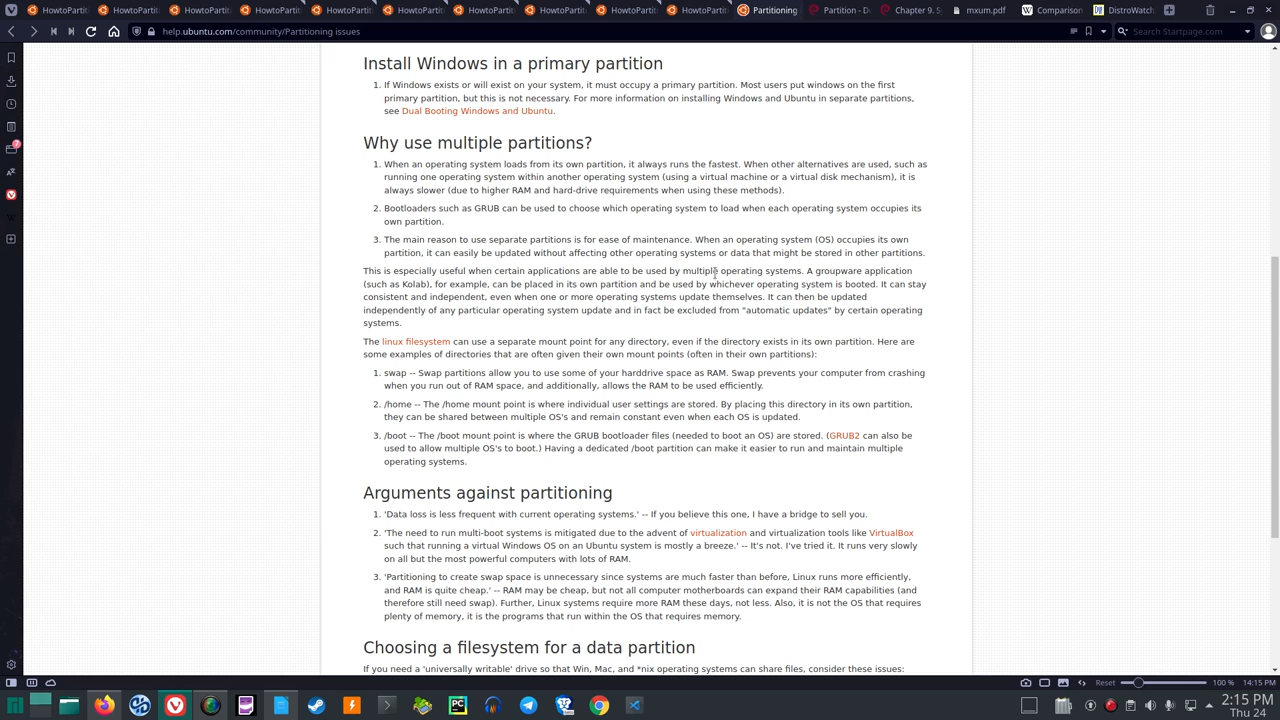 HowtoParti
HowtoPartit
HowtoPartit
HowtoPartit
HowtoPartit
HowtoPartit
HowtoPartit
HowtoPartit
HowtoPartit
HowtoPartit
Partitioning
Partition - De
Chapter 9. Sy
mxum.pdf
Comparison
DistroWatch
help.ubuntu.com/community/Partitioning issues
Search Startpage.com
Install Windows in a primary partition
1. If Windows exists or will exist on your system, it must occupy a primary partition. Most users put windows on the first
primary partition, but this is not necessary. For more information on installing Windows and Ubuntu in separate partitions,
see Dual Booting Windows and Ubuntu.
Why use multiple partitions?
1. When an operating system loads from its own partition, it always runs the fastest. When other alternatives are used, such as
running one operating system within another operating system (using a virtual machine or a virtual disk mechanism), it is
always slower (due to higher RAM and hard-drive requirements when using these methods).
2. Bootloaders such as GRUB can be used to choose which operating system to load when each operating system occupies its
own partition.
3. The main reason to use separate partitions is for ease of maintenance. When an operating system (OS) occupies its own
partition, it can easily be updated without affecting other operating systems or data that might be stored in other partitions.
This is especially useful when certain applications are able to be used by multiple operating systems. A groupware application
(such as Kolab), for example, can be placed in its own partition and be used by whichever operating system is booted. It can stay
consistent and independent, even when one or more operating systems update themselves. It can then be updated
independently of any particular operating system update and in fact be excluded from "automatic updates" by certain operating
systems.
The linux filesystem can use a separate mount point for any directory, even if the directory exists in its own partition. Here are
some examples of directories that are often given their own mount points (often in their own partitions):
1. swap -- Swap partitions allow you to use some of your harddrive space as RAM. Swap prevents your computer from crashing
when you run out of RAM space, and additionally, allows the RAM to be used efficiently.
2. /home -- The /home mount point is where individual user settings are stored. By placing this directory in its own partition,
they can be shared between multiple OS's and remain constant even when each OS is updated.
3. /boot -- The /boot mount point is where the GRUB bootloader files (needed to boot an OS) are stored. (GRUB2 can also be
used to allow multiple OS's to boot.) Having a dedicated /boot partition can make it easier to run and maintain multiple
operating systems.
Arguments against partitioning
1. 'Data loss is less frequent with current operating systems.' -- If you believe this one, I have a bridge to sell you.
2. 'The need to run multi-boot systems is mitigated due to the advent of virtualization and virtualization tools like VirtualBox
such that running a virtual Windows OS on an Ubuntu system is mostly a breeze.' -- It's not. I've tried it. It runs very slowly
on all but the most powerful computers with lots of RAM.
3. 'Partitioning to create swap space is unnecessary since systems are much faster than before, Linux runs more efficiently,
and RAM is quite cheap.' -- RAM may be cheap, but not all computer motherboards can expand their RAM capabilities (and
therefore still need swap). Further, Linux systems require more RAM these days, not less. Also, it is not the OS that requires
plenty of memory, it is the programs that run within the OS that requires memory.
Choosing a filesystem for a data partition
If you need a 'universally writable' drive so that Win, Mac, and *nix operating systems can share files, consider these issues:
Reset
100 %
14:15 PM
2:15 PM
Thu 24